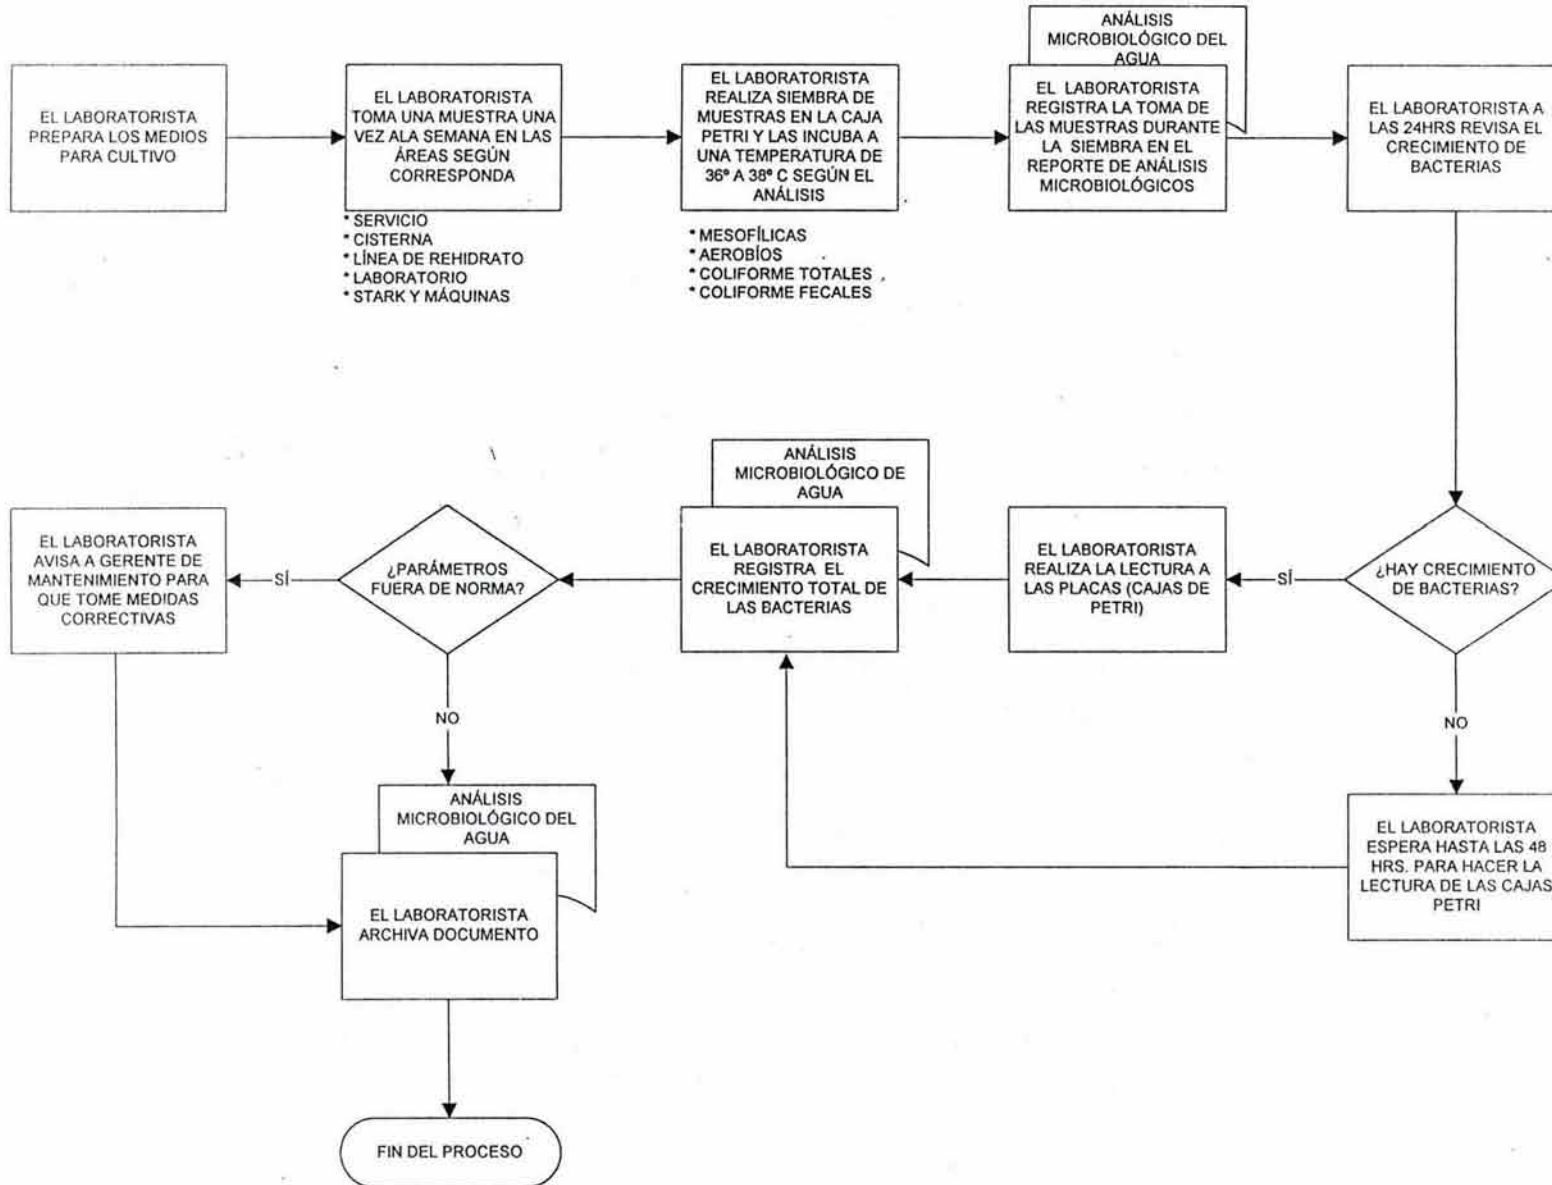 EL LABORATORISTA
PREPARA LOS MEDIOS
PARA CULTIVO
EL LABORATORISTA
TOMA UNA MUESTRA UNA
VEZ ALA SEMANA EN LAS
ÁREAS SEGÚN
CORRESPONDA
* SERVICIO
* CISTERNA
* LÍNEA DE REHIDRATO
* LABORATORIO
* STARK Y MÁQUINAS
EL LABORATORISTA
REALIZA SIEMBRA DE
MUESTRAS EN LA CAJA
PETRI Y LAS INCUBA A
UNA TEMPERATURA DE
36º A 38º C SEGÚN EL
ANÁLISIS
* MESOFÍLICAS
* AEROBÍOS
* COLIFORME TOTALES
* COLIFORME FECALES
ANÁLISIS
MICROBIOLÓGICO DEL
AGUA
EL LABORATORISTA
REGISTRA LA TOMA DE
LAS MUESTRAS DURANTE
LA SIEMBRA EN EL
REPORTE DE ANÁLISIS
MICROBIOLÓGICOS
EL LABORATORISTA A
LAS 24HRS REVISA EL
CRECIMIENTO DE
BACTERIAS
¿HAY CRECIMIENTO
DE BACTERIAS?
SÍ
EL LABORATORISTA
REALIZA LA LECTURA A
LAS PLACAS (CAJAS DE
PETRI)
NO
EL LABORATORISTA
ESPERA HASTA LAS 48
HRS. PARA HACER LA
LECTURA DE LAS CAJAS
PETRI
ANÁLISIS
MICROBIOLÓGICO DE
AGUA
EL LABORATORISTA
REGISTRA EL
CRECIMIENTO TOTAL DE
LAS BACTERIAS
¿PARÁMETROS
FUERA DE NORMA?
SÍ
EL LABORATORISTA
AVISA A GERENTE DE
MANTENIMIENTO PARA
QUE TOME MEDIDAS
CORRECTIVAS
NO
ANÁLISIS
MICROBIOLÓGICO DEL
AGUA
EL LABORATORISTA
ARCHIVA DOCUMENTO
FIN DEL PROCESO